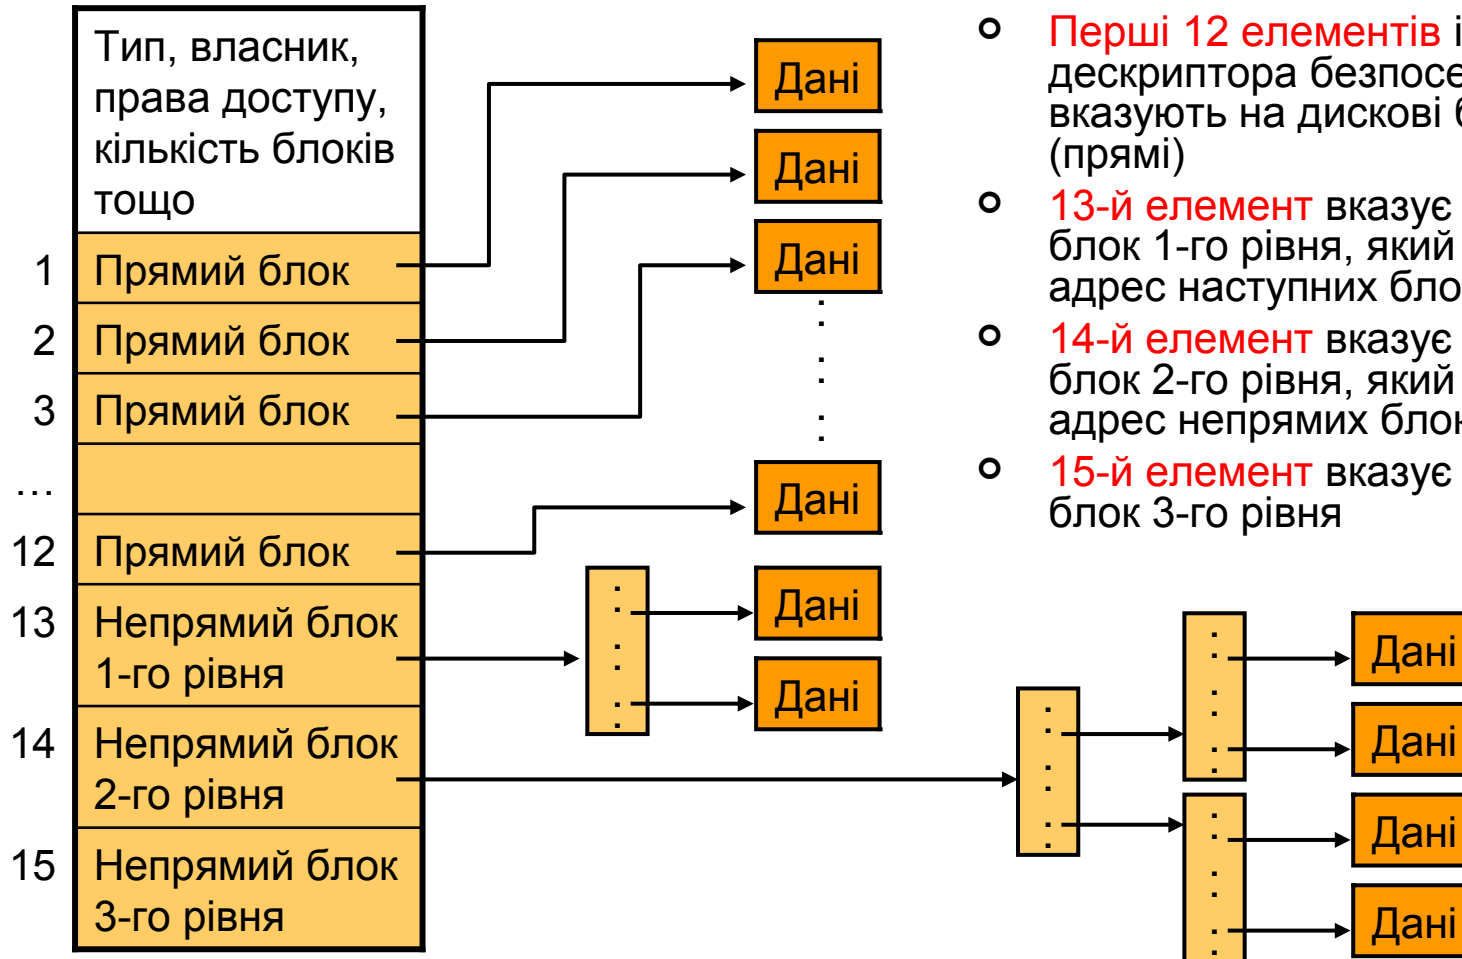 Тип, власник,
права доступу,
кількість блоків
тощо
1 Прямий блок
2 Прямий блок
3 Прямий блок
...
12 Прямий блок
13 Непрямий блок
1-го рівня
14 Непрямий блок
2-го рівня
15 Непрямий блок
3-го рівня
Дані
Дані
Дані
Дані
Дані
Дані
Перші 12 елементів
дескриптора
вказують на дискові
(прямі)
13-й елемент вказує
блок 1-го рівня, який
адрес наступних
14-й елемент вказує
блок 2-го рівня, який
адрес непрямих
15-й елемент вказує
блок 3-го рівня
Дані
Дані
Дані
Дані